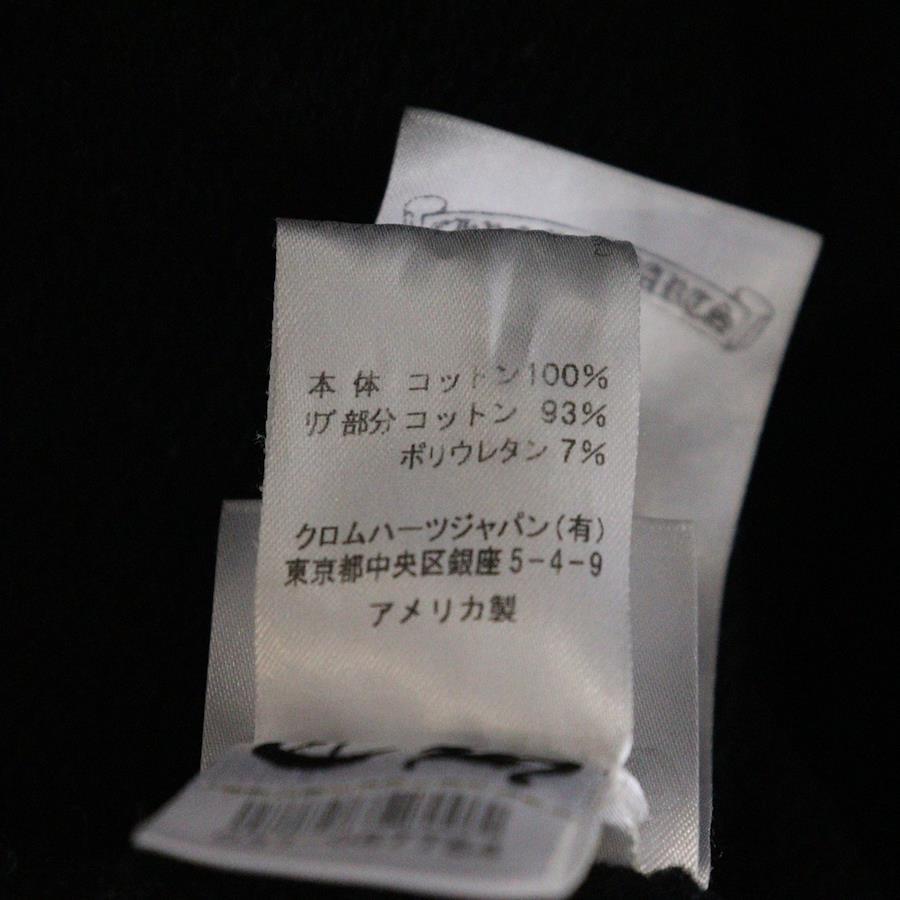 本体 コットン100%
リブ部分コットン 93%
ポリウレタン 7%
クロムハーツジャパン(有)
東京都中央区銀座5-4-9
アメリカ製